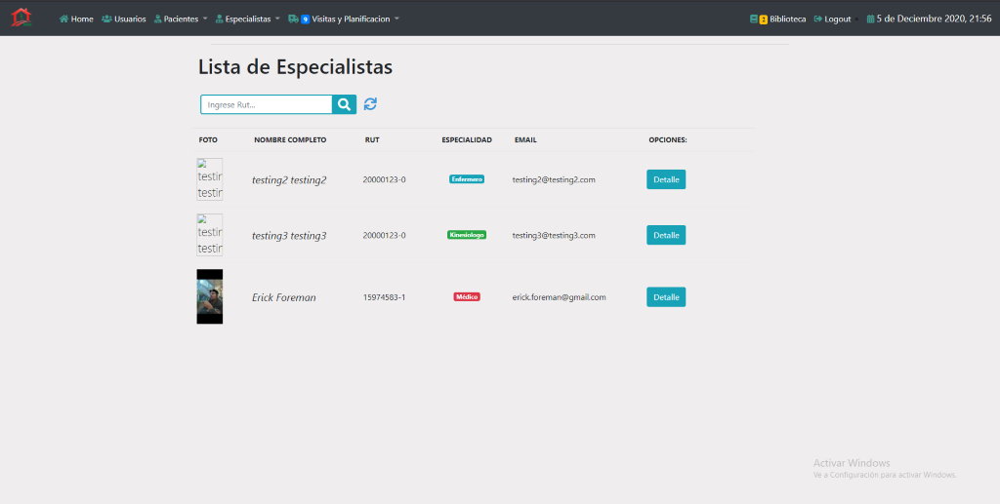 Home Usuarios Pacientes Especialistas 9 Visitas y Planificacion 2 Biblioteca Logout 5 de Deciembre 2020, 21:56
Lista de Especialistas
Ingrese Rut...
FOTO NOMBRE COMPLETO RUT ESPECIALIDAD EMAIL OPCIONES:
testin
testin
testing2 testing2 20000123-0 Enfermero testing2@testing2.com Detalle
testin
testin
testing3 testing3 20000123-0 Kinesiologo testing3@testing3.com Detalle
Erick Foreman 15974583-1 Médico erick.foreman@gmail.com Detalle
Activar Windows
Ve a Configuración para activar Windows.